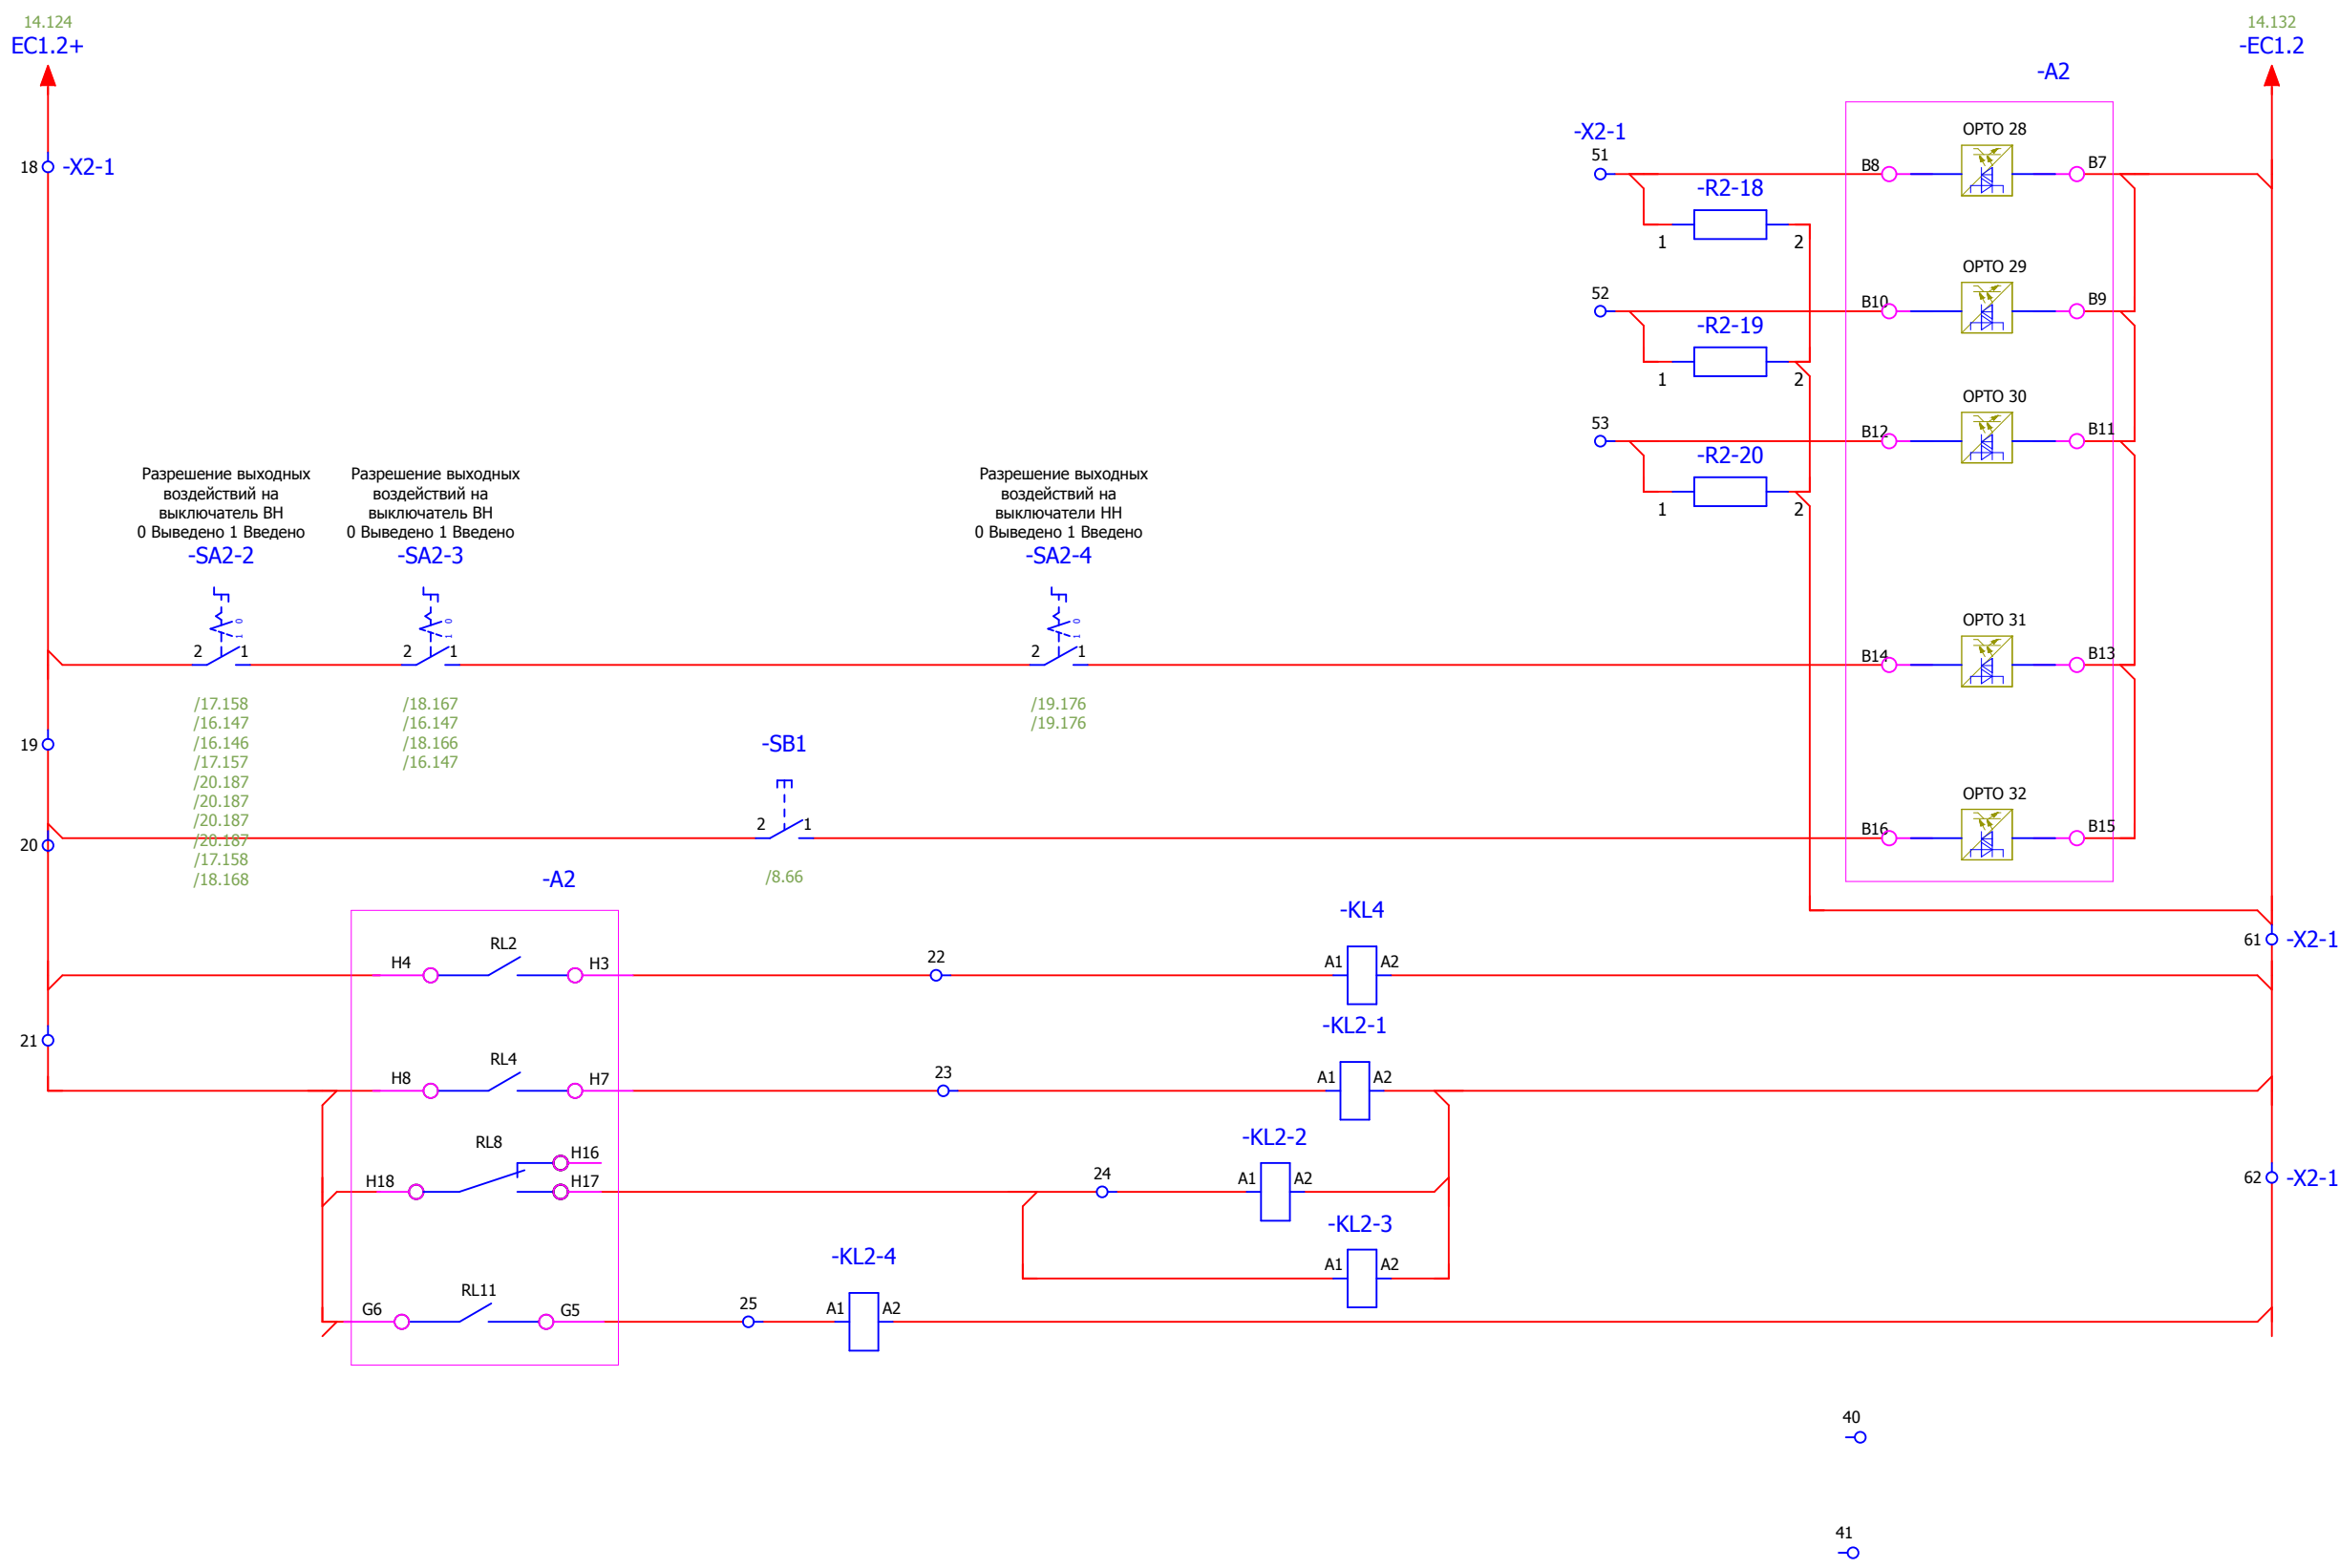 14.124
EC1.2+
14.132
-EC1.2
-A2
18
-X2-1
-X2-1
51
B8
OPTO 28
B7
-R2-18
1
2
52
B10
OPTO 29
B9
-R2-19
1
2
53
B12
OPTO 30
B11
-R2-20
1
2
Разрешение выходных
воздействий на
выключатель ВН
0 Выведено 1 Введено
-SA2-2
1 0
2
1
Разрешение выходных
воздействий на
выключатель ВН
0 Выведено 1 Введено
-SA2-3
1 0
2
1
Разрешение выходных
воздействий на
выключатели НН
0 Выведено 1 Введено
-SA2-4
1 0
2
1
B14
OPTO 31
B13
/17.158
/16.147
/16.146
/17.157
/20.187
/20.187
/20.187
/20.187
/17.158
/18.168
/18.167
/16.147
/18.166
/16.147
/19.176
/19.176
19
-SB1
2
1
/8.66
B16
OPTO 32
B15
20
-A2
-KL4
H4
RL2
H3
22
A1
A2
61
-X2-1
21
-KL2-1
H8
RL4
H7
23
A1
A2
-KL2-2
RL8
H16
H18
H17
24
A1
A2
62
-X2-1
-KL2-3
A1
A2
-KL2-4
G6
RL11
G5
25
A1
A2
40
41